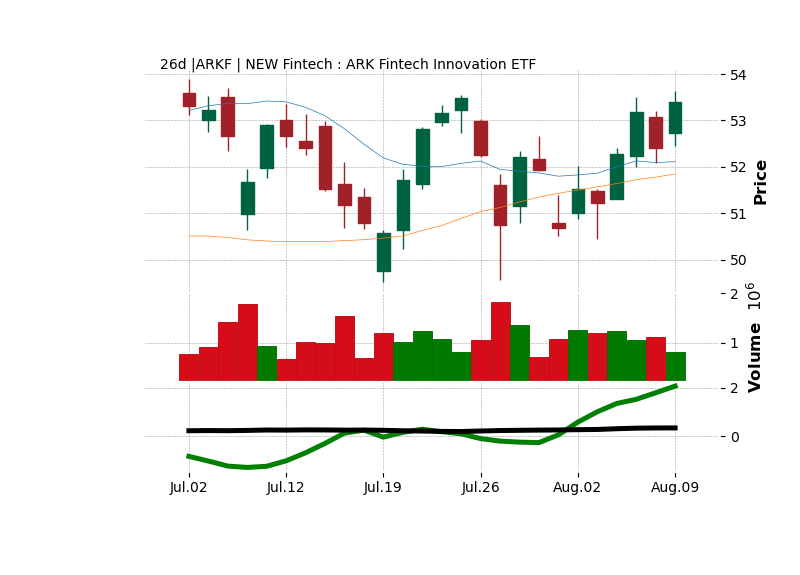 26d |ARKF | NEW Fintech : ARK Fintech Innovation ETF
54
53
52
51
50
Price
2
1
Volume 10^6
2
0
Jul.02 Jul.12 Jul.19 Jul.26 Aug.02 Aug.09